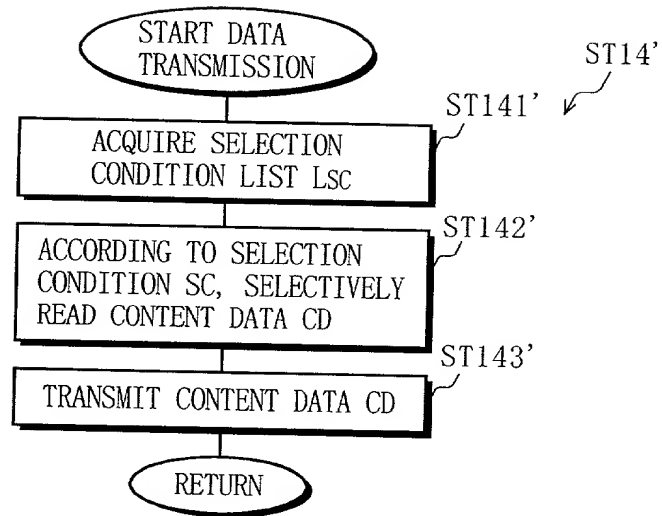 START DATA
TRANSMISSION
ST14'
ST141'
ACQUIRE SELECTION
CONDITION LIST LSC
ST142'
ACCORDING TO SELECTION
CONDITION SC, SELECTIVELY
READ CONTENT DATA CD
ST143'
TRANSMIT CONTENT DATA CD
RETURN